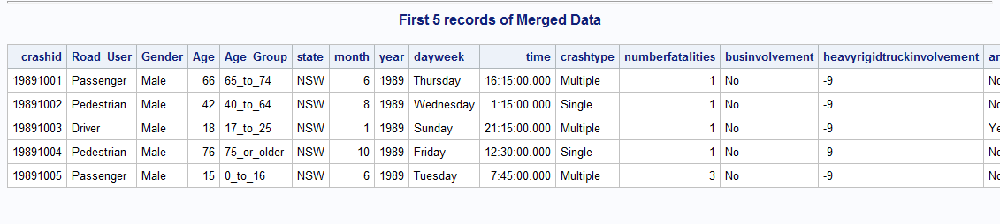 First 5 records of Merged Data
crashid Road_User Gender Age Age_Group state month year dayweek time crashtype numberfatalities businvolvement heavyrigidtruckinvolvement ar
19891001 Passenger Male 66 65_to_74 NSW 6 1989 Thursday 16:15:00.000 Multiple 1 No -9 No
19891002 Pedestrian Male 42 40_to_64 NSW 8 1989 Wednesday 1:15:00.000 Single 1 No -9 No
19891003 Driver Male 18 17_to_25 NSW 1 1989 Sunday 21:15:00.000 Multiple 1 No -9 Ye
19891004 Pedestrian Male 76 75_or_older NSW 10 1989 Friday 12:30:00.000 Single 1 No -9 No
19891005 Passenger Male 15 0_to_16 NSW 6 1989 Tuesday 7:45:00.000 Multiple 3 No -9 No